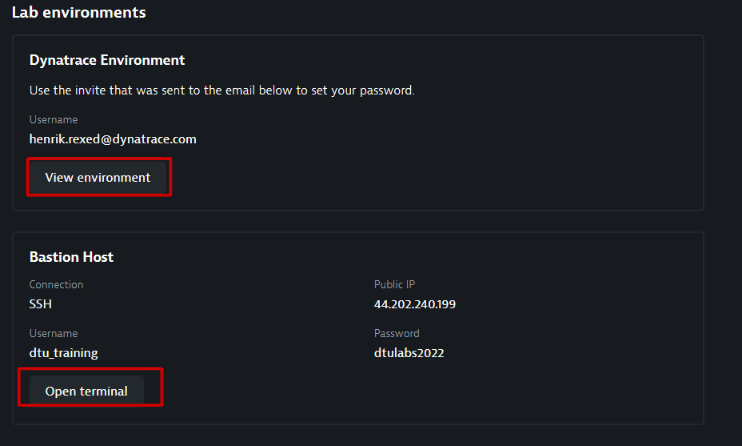 Lab environments
Dynatrace Environment
Use the invite that was sent to the email below to set your password.
Username
henrik.rexed@dynatrace.com
View environment
Bastion Host
Connection
Public IP
SSH
44.202.240.199
Username
Password
dtu_training
dtulabs2022
Open terminal